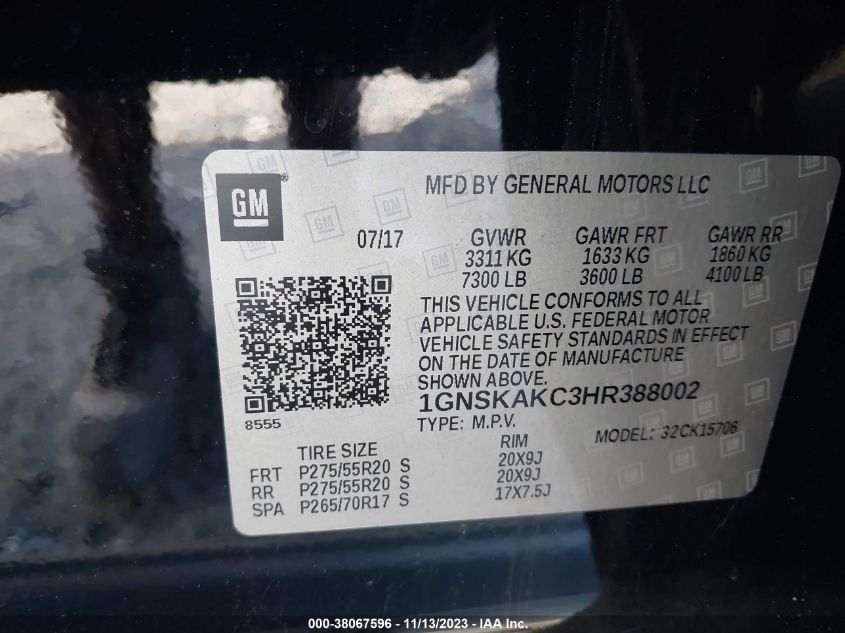 GM®
MFD BY GENERAL MOTORS LLC
07/17
GVWR GAWR FRT GAWR RR
3311 KG 1633 KG 1860 KG
7300 LB 3600 LB 4100 LB
THIS VEHICLE CONFORMS TO ALL
APPLICABLE U.S. FEDERAL MOTOR
VEHICLE SAFETY STANDARDS IN EFFECT
ON THE DATE OF MANUFACTURE
SHOWN ABOVE.
1GNSKAKC3HR388002
8555
TYPE: M.P.V. MODEL: 32CK15706
TIRE SIZE RIM
FRT P275/55R20 S 20X9J
RR P275/55R20 S 20X9J
SPA P265/70R17 S 17X7.5J
000-38067596 - 11/13/2023 - IAA Inc.